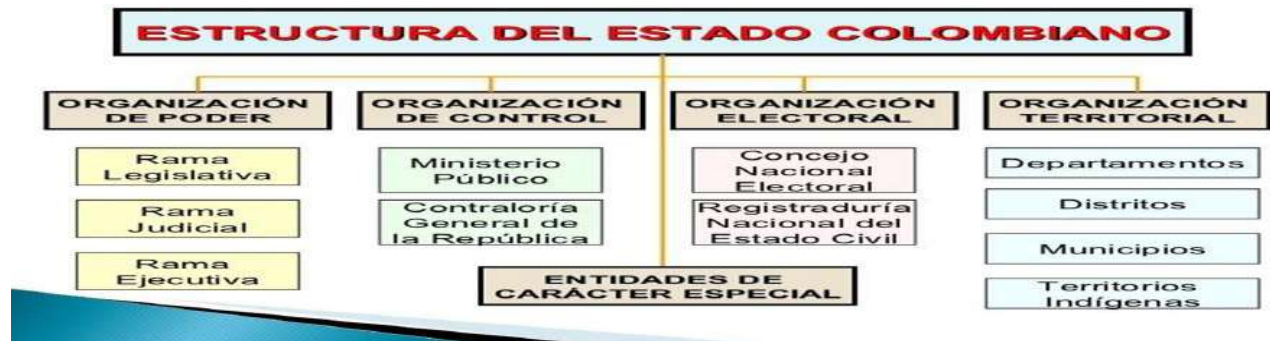 ESTRUCTURA DEL ESTADO COLOMBIANO
ORGANIZACIÓN
DE PODER
Rama
Legislativa
Rama
Judicial
Rama
Ejecutiva
ORGANIZACIÓN
DE CONTROL
Ministerio
Público
Contraloría
General de
la República
ORGANIZACIÓN
ELECTORAL
Concejo
Nacional
Electoral
Registraduría
Nacional del
Estado Civil
ORGANIZACIÓN
TERRITORIAL
Departamentos
Distritos
Municipios
Territorios
Indígenas
ENTIDADES DE
CARÁCTER ESPECIAL